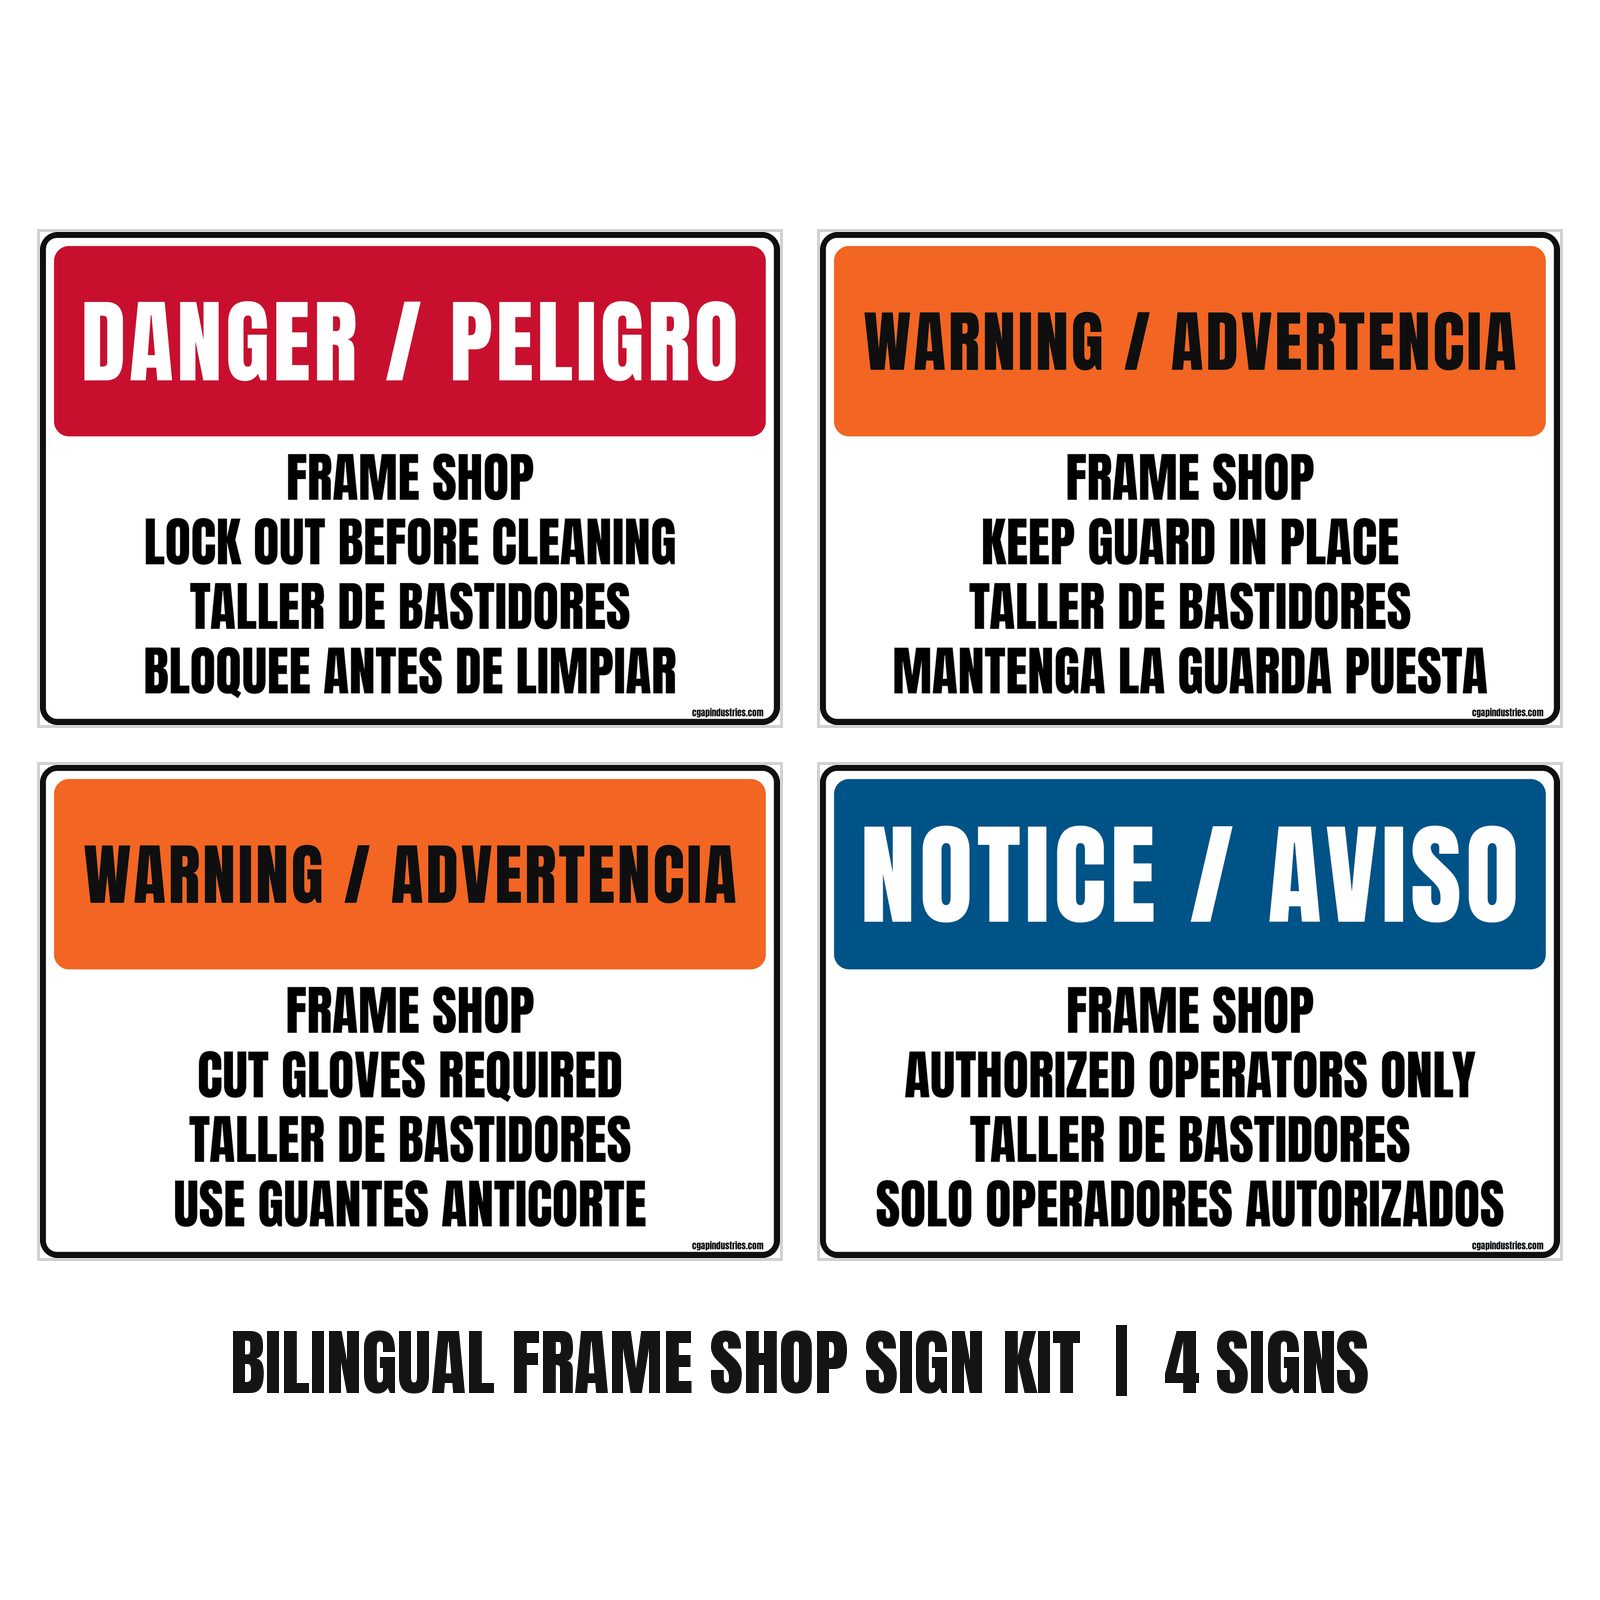 DANGER / PELIGRO
FRAME SHOP
LOCK OUT BEFORE CLEANING
TALLER DE BASTIDORES
BLOQUEE ANTES DE LIMPIAR
cgapindustries.com
WARNING / ADVERTENCIA
FRAME SHOP
KEEP GUARD IN PLACE
TALLER DE BASTIDORES
MANTENGA LA GUARDA PUESTA
cgapindustries.com
WARNING / ADVERTENCIA
FRAME SHOP
CUT GLOVES REQUIRED
TALLER DE BASTIDORES
USE GUANTES ANTICORTE
cgapindustries.com
NOTICE / AVISO
FRAME SHOP
AUTHORIZED OPERATORS ONLY
TALLER DE BASTIDORES
SOLO OPERADORES AUTORIZADOS
cgapindustries.com
BILINGUAL FRAME SHOP SIGN KIT | 4 SIGNS